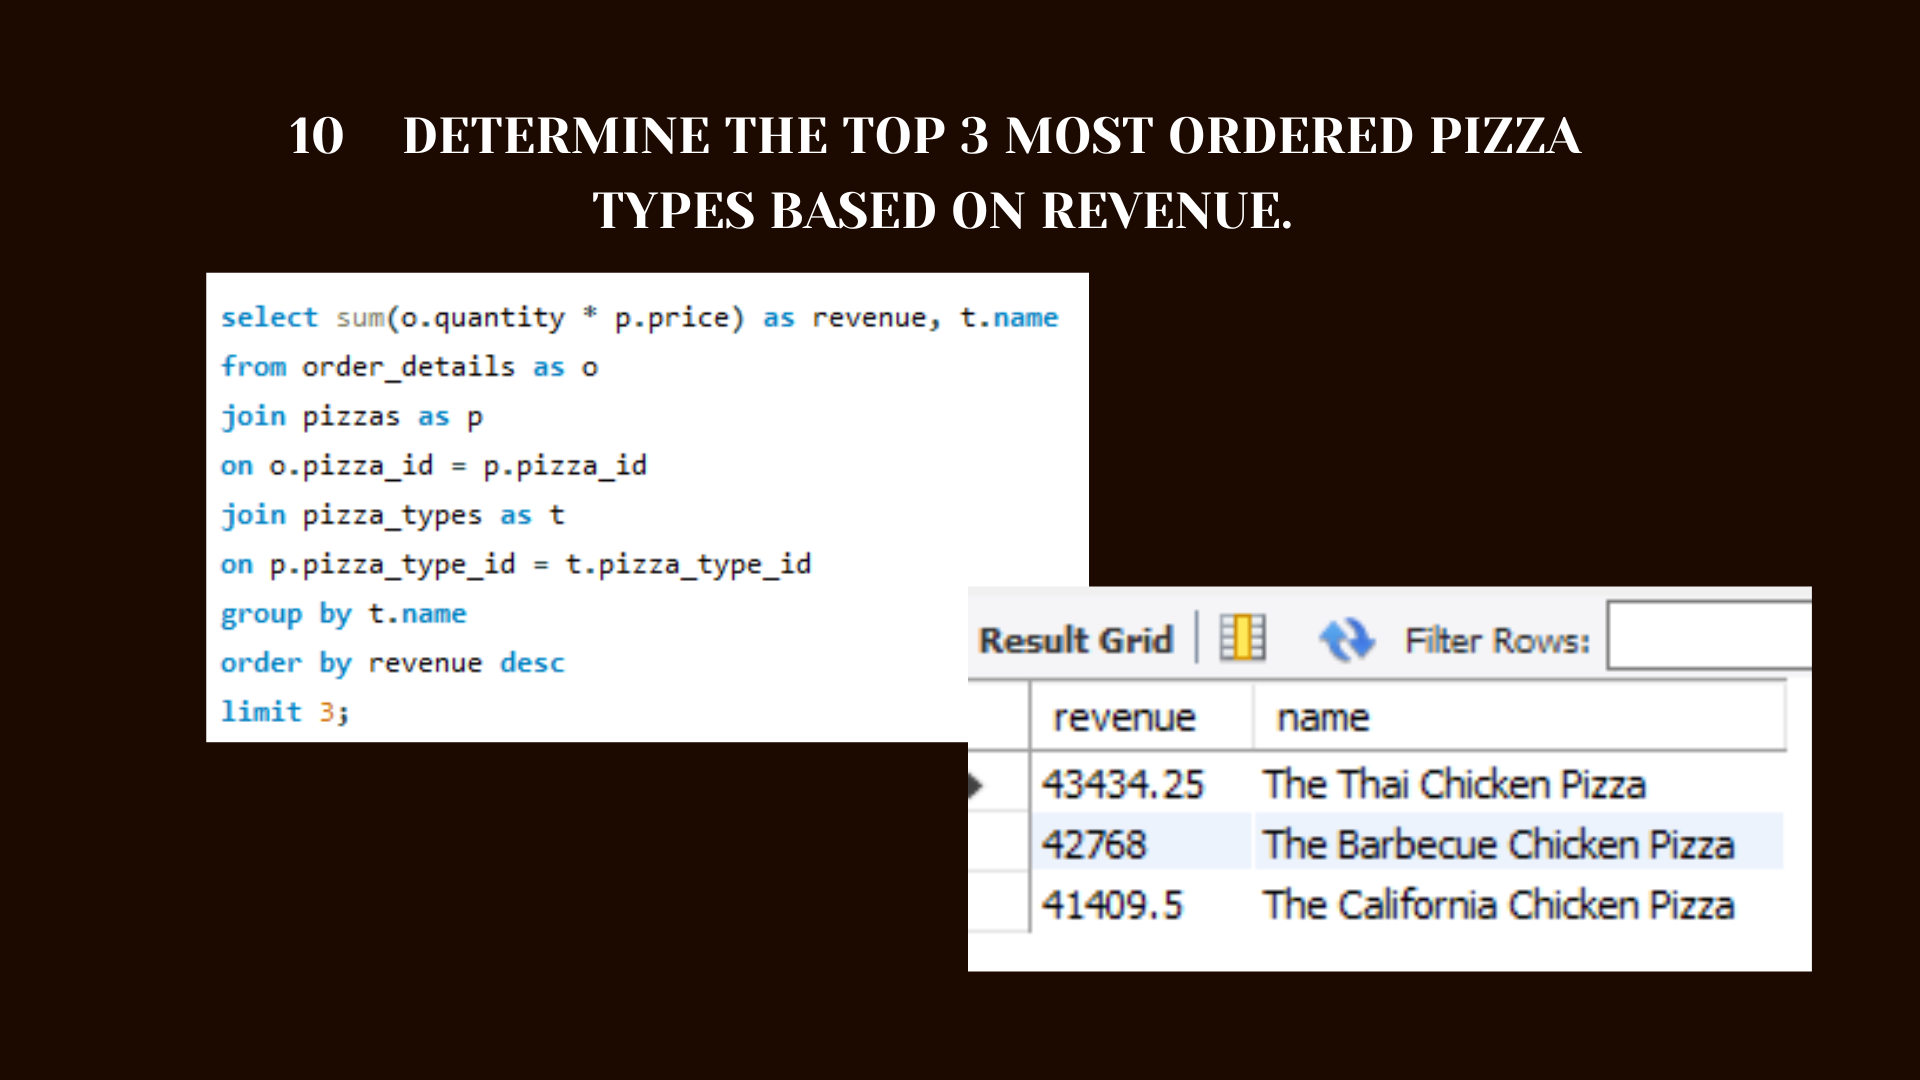 10 DETERMINE THE TOP 3 MOST ORDERED PIZZA
TYPES BASED ON REVENUE.
select sum(o.quantity * p.price) as revenue, t.name
from order_details as o
join pizzas as p
on o.pizza_id = p.pizza_id
join pizza_types as t
on p.pizza_type_id = t.pizza_type_id
group by t.name
order by revenue desc
limit 3;
Result Grid Filter Rows:
revenue name
43434.25 The Thai Chicken Pizza
42768 The Barbecue Chicken Pizza
41409.5 The California Chicken Pizza